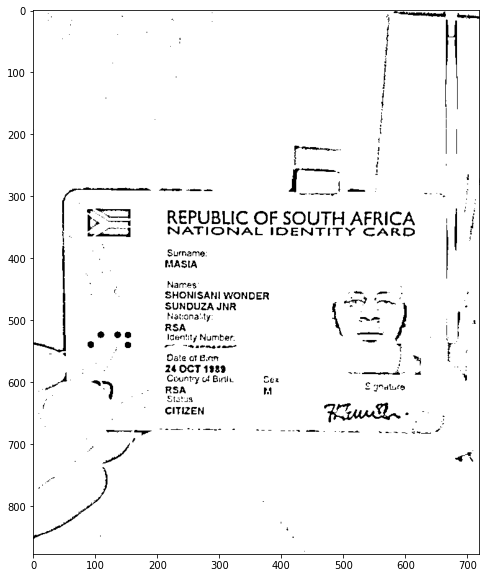 0
100
200
300
400
500
600
700
800
REPUBLIC OF SOUTH AFRICA
NATIONAL IDENTITY CARD
Surname:
MASIA
Names:
SHONISANI WONDER
SUNDUZA JNR
Nationality:
RSA
Identity Number:
Date of Birth
24 OCT 1989
Country of Birth: Sex
RSA M
Status
CITIZEN
Signature
0 100 200 300 400 500 600 700